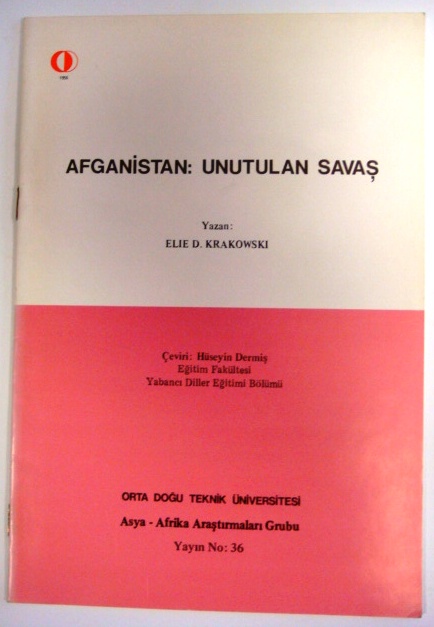 AFGANİSTAN: UNUTULAN SAVAŞ
Yazan:
ELIE D. KRAKOWSKI
Çeviri: Hüseyin Dermiş
Eğitim Fakültesi
Yabancı Diller Eğitimi Bölümü
ORTA DOĞU TEKNİK ÜNİVERSİTESİ
Asya - Afrika Araştırmaları Grubu
Yayın No: 36